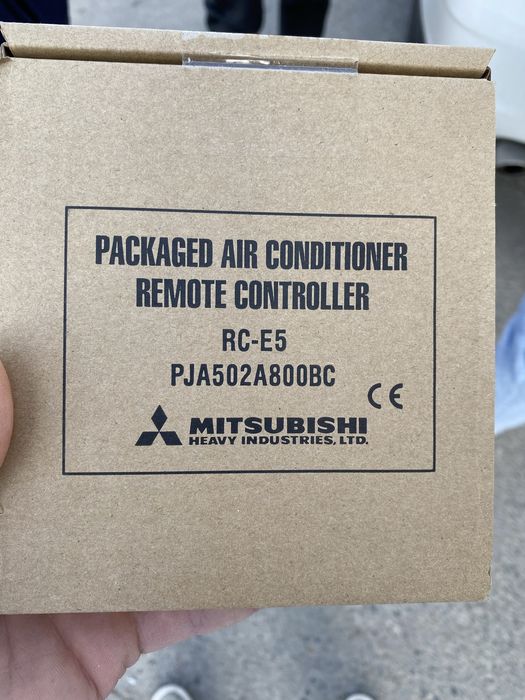 PACKAGED AIR CONDITIONER
REMOTE CONTROLLER
RC-E5
PJA502A800BC
CE
MITSUBISHI
HEAVY INDUSTRIES, LTD.